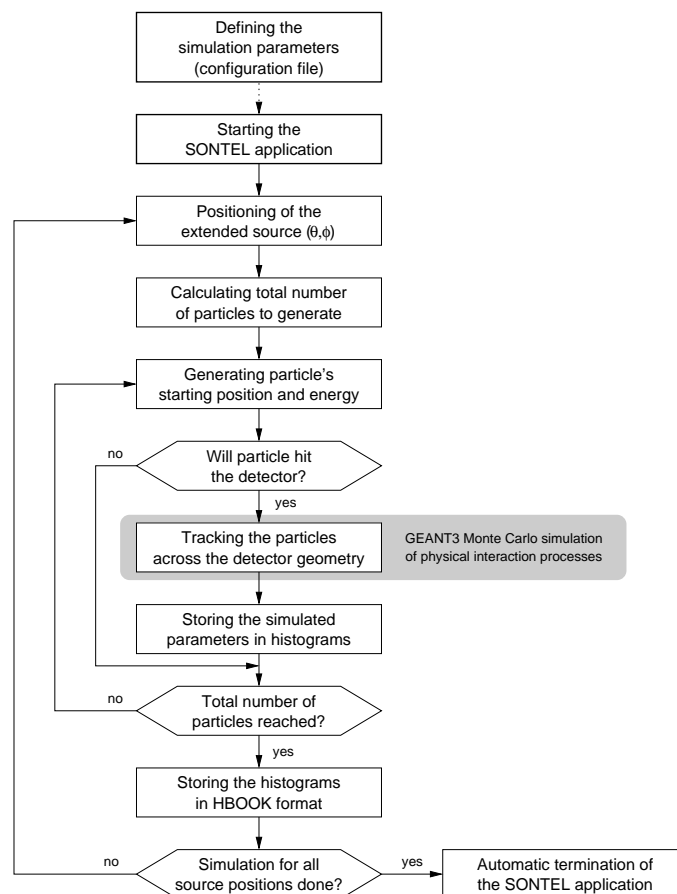 Defining the
simulation parameters
(configuration file)
Starting the
SONTEL application
Positioning of the
extended source (θ,ϕ)
Calculating total number
of particles to generate
Generating particle's
starting position and energy
no
Will particle hit
the detector?
yes
Tracking the particles
across the detector geometry
GEANT3 Monte Carlo simulation
of physical interaction processes
Storing the simulated
parameters in histograms
no
Total number of
particles reached?
yes
Storing the histograms
in HBOOK format
no
Simulation for all
source positions done?
yes
Automatic termination of
the SONTEL application